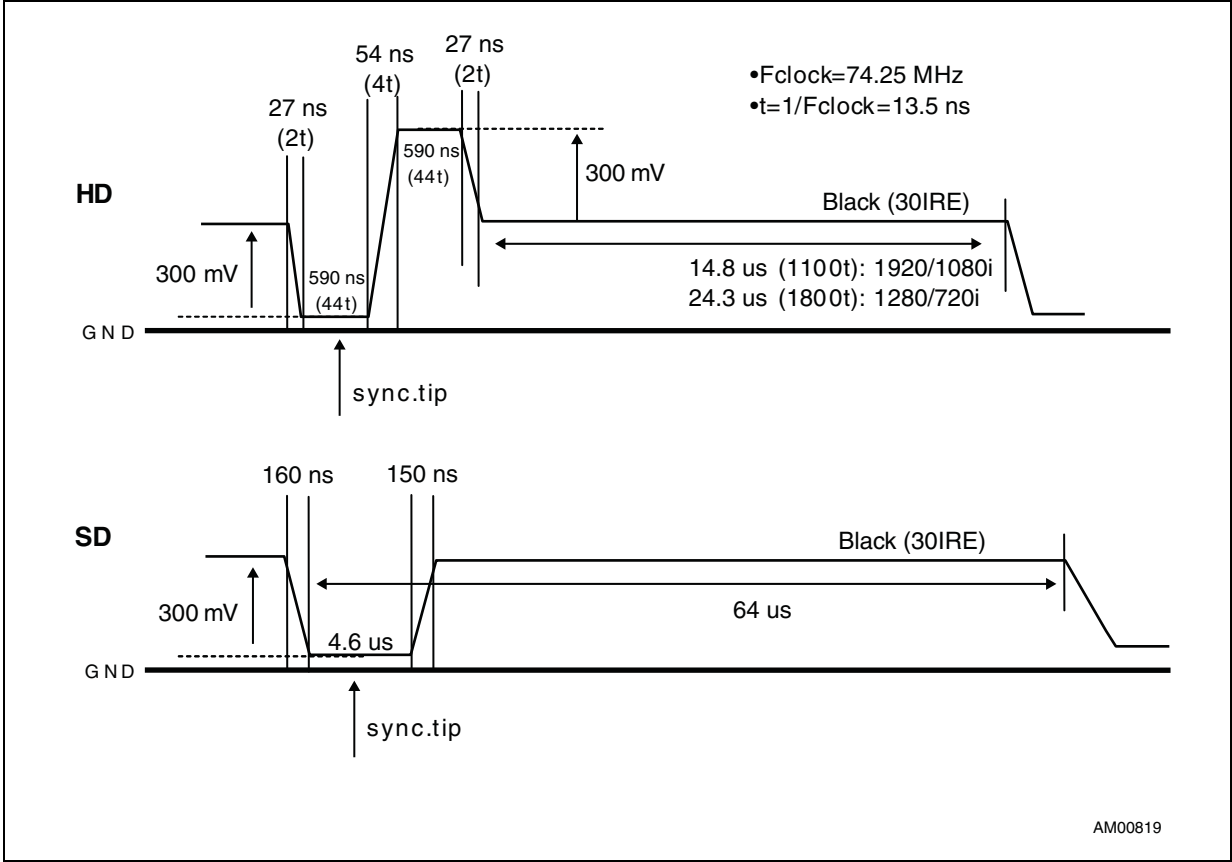 54 ns
(4t)
27 ns
(2t)
27 ns
(2t)
•Fclock=74.25 MHz
•t=1/Fclock=13.5 ns
HD
590 ns
(44t)
300 mV
Black (30IRE)
300 mV
590 ns
(44t)
14.8 us (1100t): 1920/1080i
24.3 us (1800t): 1280/720i
GND
sync.tip
160 ns
150 ns
SD
Black (30IRE)
300 mV
4.6 us
64 us
GND
sync.tip
AM00819